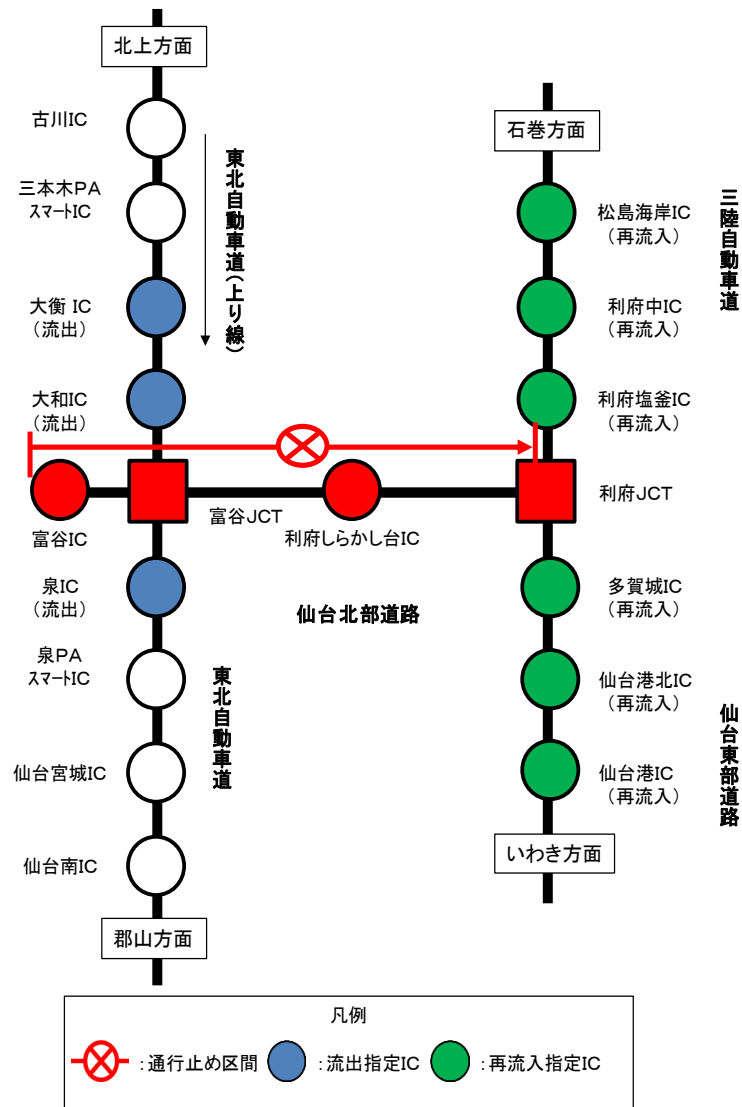 北上方面
古川IC
三本木PA
スマートIC
大衡 IC
(流出)
大和IC
(流出)
東北自動車道(上り線)
富谷IC
富谷JCT
利府しらかし台IC
泉IC
(流出)
仙台北部道路
泉PA
スマートIC
東北自動車道
仙台宮城IC
仙台南IC
郡山方面
石巻方面
松島海岸IC
(再流入)
三陸自動車道
利府中IC
(再流入)
利府塩釜IC
(再流入)
利府JCT
多賀城IC
(再流入)
仙台港北IC
(再流入)
仙台東部道路
仙台港IC
(再流入)
いわき方面
凡例
:通行止め区間 :流出指定IC :再流入指定IC